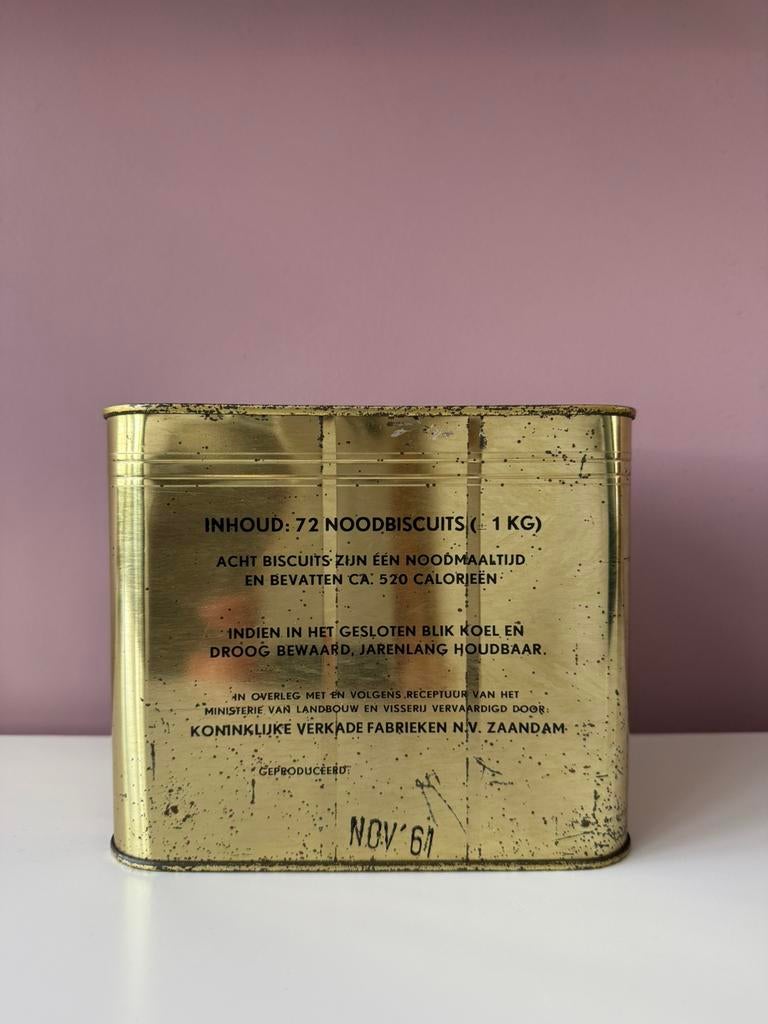 INHOUD: 72 NOODBISCUITS (± 1 KG)
ACHT BISCUITS ZIJN ÉÉN NOODMAALTIJD
EN BEVATTEN CA. 520 CALORIEËN
INDIEN IN HET GESLOTEN BLIK KOEL EN
DROOG BEWAARD, JARENLANG HOUDBAAR.
IN OVERLEG MET EN VOLGENS RECEPTUUR VAN HET
MINISTERIE VAN LANDBOUW EN VISSERIJ VERVAARDIGD DOOR:
KONINKLIJKE VERKADE FABRIEKEN N.V. ZAANDAM
GEPRODUCEERD:
NOV '61